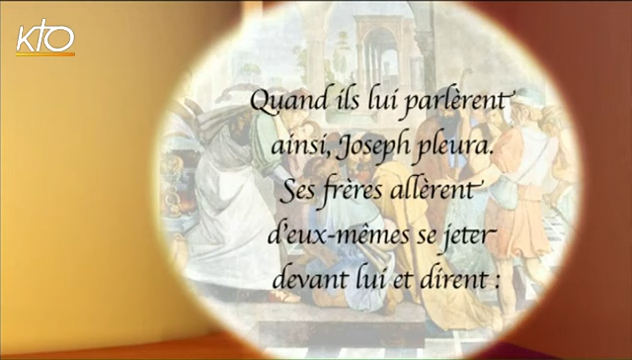 KTO
Quand ils lui parlèrent
ainsi, Joseph pleura.
Ses frères allèrent
d'eux-mêmes se jeter
devant lui et dirent :